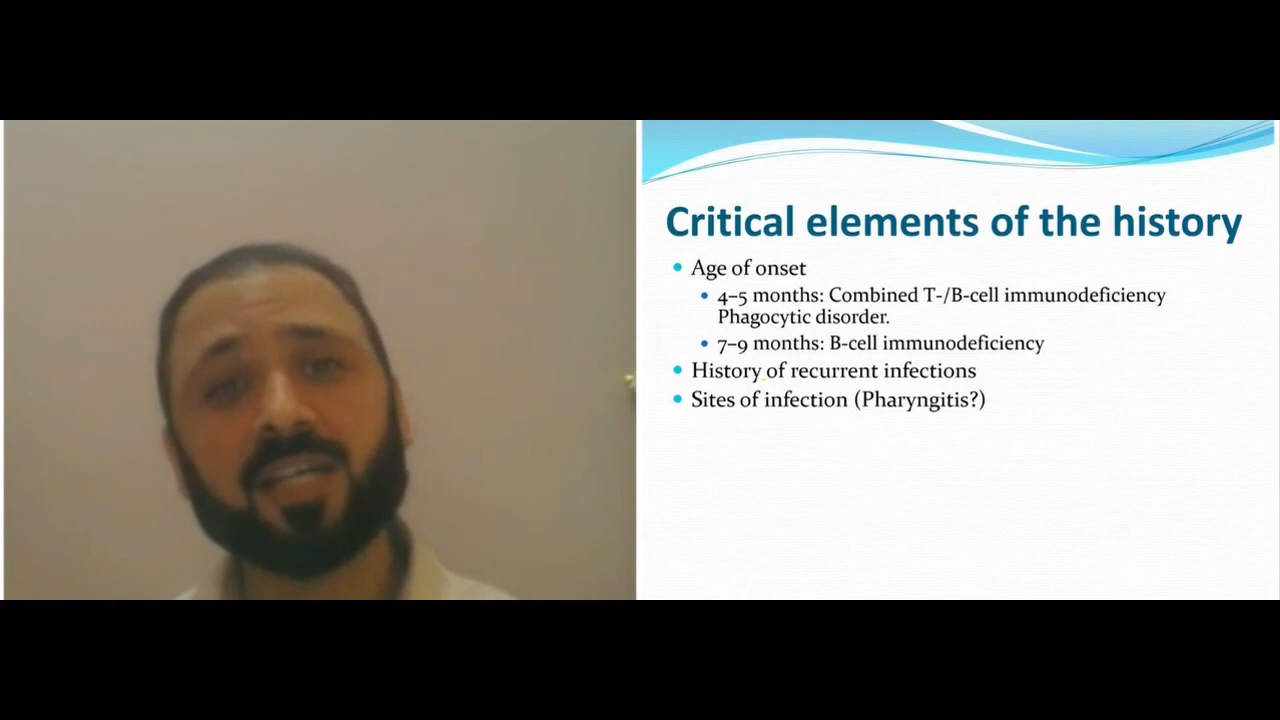 Critical elements of the history
Age of onset
4–5 months: Combined T-/B-cell immunodeficiency
Phagocytic disorder.
7–9 months: B-cell immunodeficiency
History of recurrent infections
Sites of infection (Pharyngitis?)